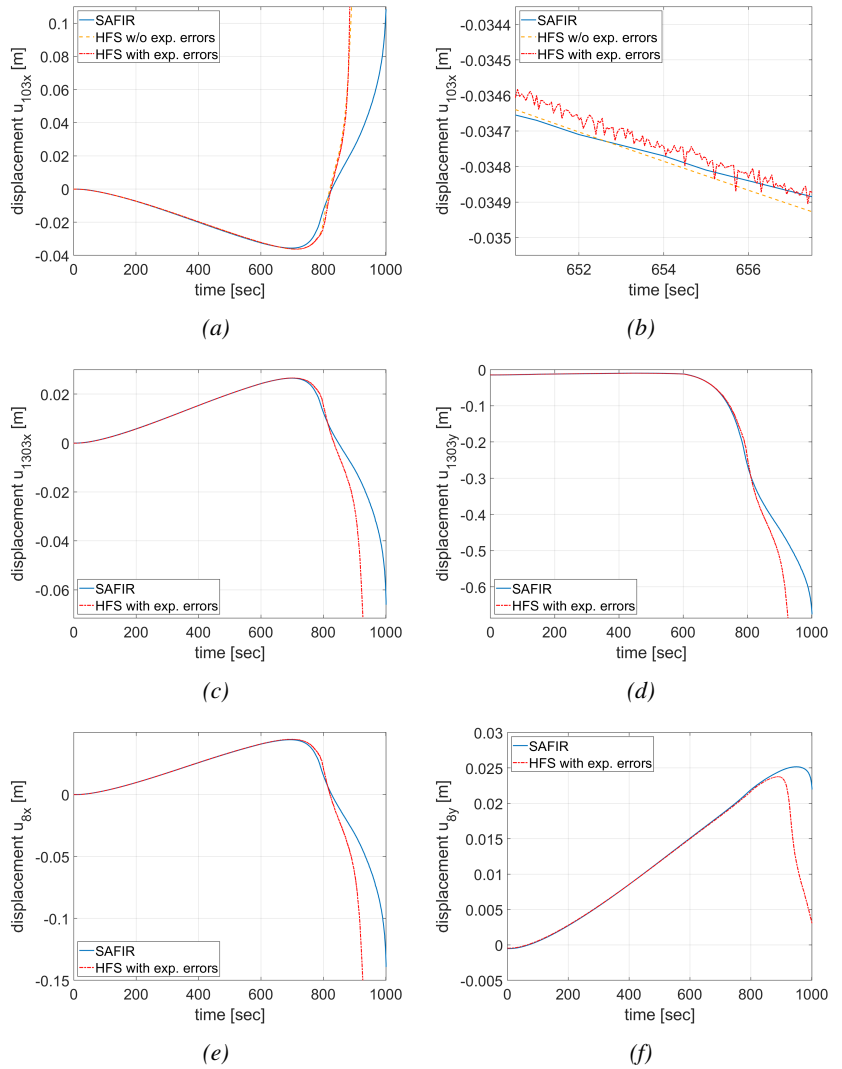 0.1
0.08
0.06
0.04
0.02
0
-0.02
-0.04
displacement u103x [m]
SAFIR
HFS w/o exp. errors
HFS with exp. errors
0 200 400 600 800 1000
time [sec]
(a)
-0.0344
-0.0345
-0.0346
-0.0347
-0.0348
-0.0349
-0.035
displacement u103x [m]
SAFIR
HFS w/o exp. errors
HFS with exp. errors
652 654 656
time [sec]
(b)
0.02
0
-0.02
-0.04
-0.06
displacement u1303x [m]
SAFIR
HFS with exp. errors
0 200 400 600 800 1000
time [sec]
(c)
0
-0.1
-0.2
-0.3
-0.4
-0.5
-0.6
displacement u1303y [m]
SAFIR
HFS with exp. errors
0 200 400 600 800 1000
time [sec]
(d)
0
-0.05
-0.1
-0.15
displacement u8x [m]
SAFIR
HFS with exp. errors
0 200 400 600 800 1000
time [sec]
(e)
0.03
0.025
0.02
0.015
0.01
0.005
0
-0.005
displacement u8y [m]
SAFIR
HFS with exp. errors
0 200 400 600 800 1000
time [sec]
(f)